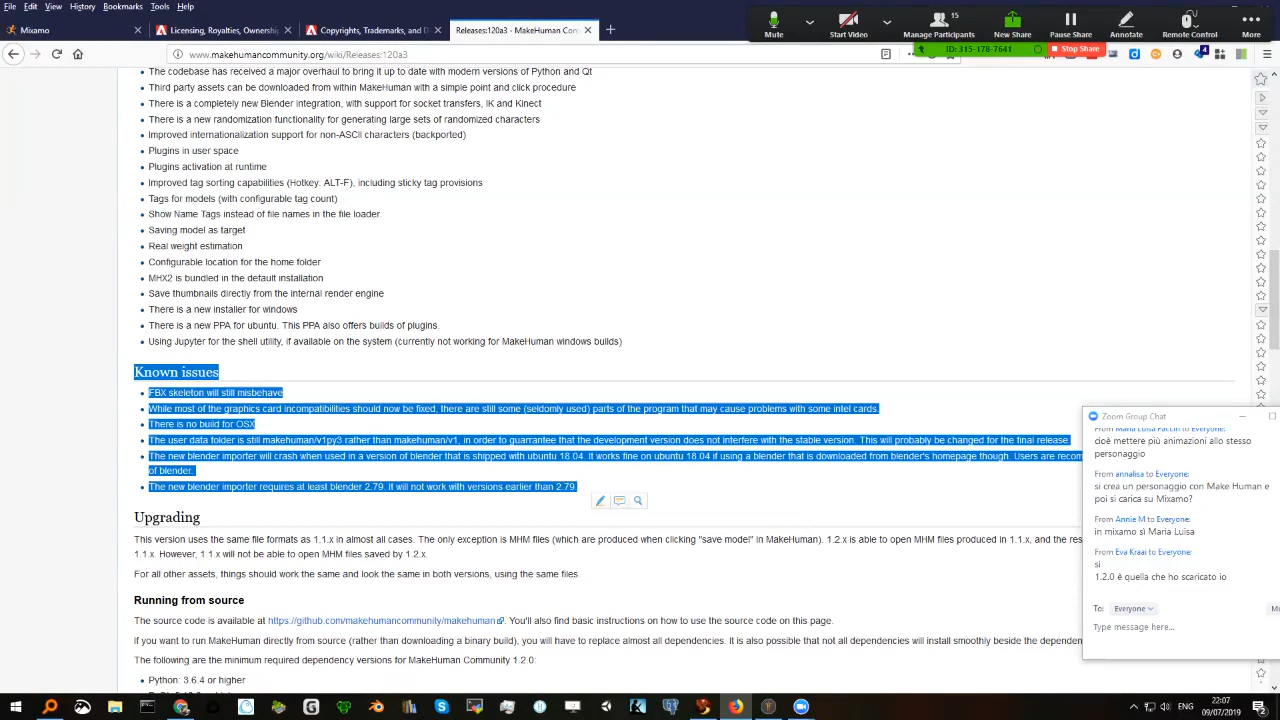 File Edit View History Bookmarks Tools Help
Mixamo
Licensing, Royalties, Ownership
Copyrights, Trademarks, and D
Releases:120a3 - MakeHuman Com
15
Mute
Start Video
Manage Participants
New Share
Pause Share
Annotate
Remote Control
More
ID: 315-178-7641
Stop Share
www.makehumancommunity.org/wiki/Releases:120a3
4
The codebase has received a major overhaul to bring it up to date with modern versions of Python and Qt
Third party assets can be downloaded from within MakeHuman with a simple point and click procedure
There is a completely new Blender integration, with support for socket transfers, IK and Kinect
There is a new randomization functionality for generating large sets of randomized characters
Improved internationalization support for non-ASCII characters (backported)
Plugins in user space
Plugins activation at runtime
Improved tag sorting capabilities (Hotkey: ALT-F), including sticky tag provisions
Tags for models (with configurable tag count)
Show Name Tags instead of file names in the file loader
Saving model as target
Real weight estimation
Configurable location for the home folder
MHX2 is bundled in the default installation
Save thumbnails directly from the internal render engine
There is a new installer for windows
There is a new PPA for ubuntu. This PPA also offers builds of plugins.
Using Jupyter for the shell utility, if available on the system (currently not working for MakeHuman windows builds)
Known issues
FBX skeleton will still misbehave
While most of the graphics card incompatibilities should now be fixed, there are still some (seldomly used) parts of the program that may cause problems with some intel cards.
There is no build for OSX
The user data folder is still makehuman/v1py3 rather than makehuman/v1, in order to guarrantee that the development version does not interfere with the stable version. This will probably be changed for the final release.
The new blender importer will crash when used in a version of blender that is shipped with ubuntu 18.04. It works fine on ubuntu 18.04 if using a blender that is downloaded from blender's homepage though. Users are recom
of blender.
The new blender importer requires at least blender 2.79. It will not work with versions earlier than 2.79.
Upgrading
This version uses the same file formats as 1.1.x in almost all cases. The only exception is MHM files (which are produced when clicking "save model" in MakeHuman). 1.2.x is able to open MHM files produced in 1.1.x, and the res
1.1.x. However, 1.1.x will not be able to open MHM files saved by 1.2.x.
For all other assets, things should work the same and look the same in both versions, using the same files.
Running from source
The source code is available at https://github.com/makehumancommunity/makehuman. You'll also find basic instructions on how to use the source code on this page.
If you want to run MakeHuman directly from source (rather than downloading a binary build), you will have to replace almost all dependencies. It is also possible that not all dependencies will install smoothly beside the dependen
The following are the minimum required dependency versions for MakeHuman Community 1.2.0:
Python: 3.6.4 or higher
Zoom Group Chat
From Maria Luisa Faccin to Everyone:
cioè mettere più animazioni allo stesso
personaggio
From annalisa to Everyone:
si crea un personaggio con Make Human e
poi si carica su Mixamo?
From Annie M to Everyone:
in mixamo sì Maria Luisa
From Eva Kraai to Everyone:
si
1.2.0 è quella che ho scaricato io
To: Everyone
Type message here...
ENG
22:07
09/07/2019